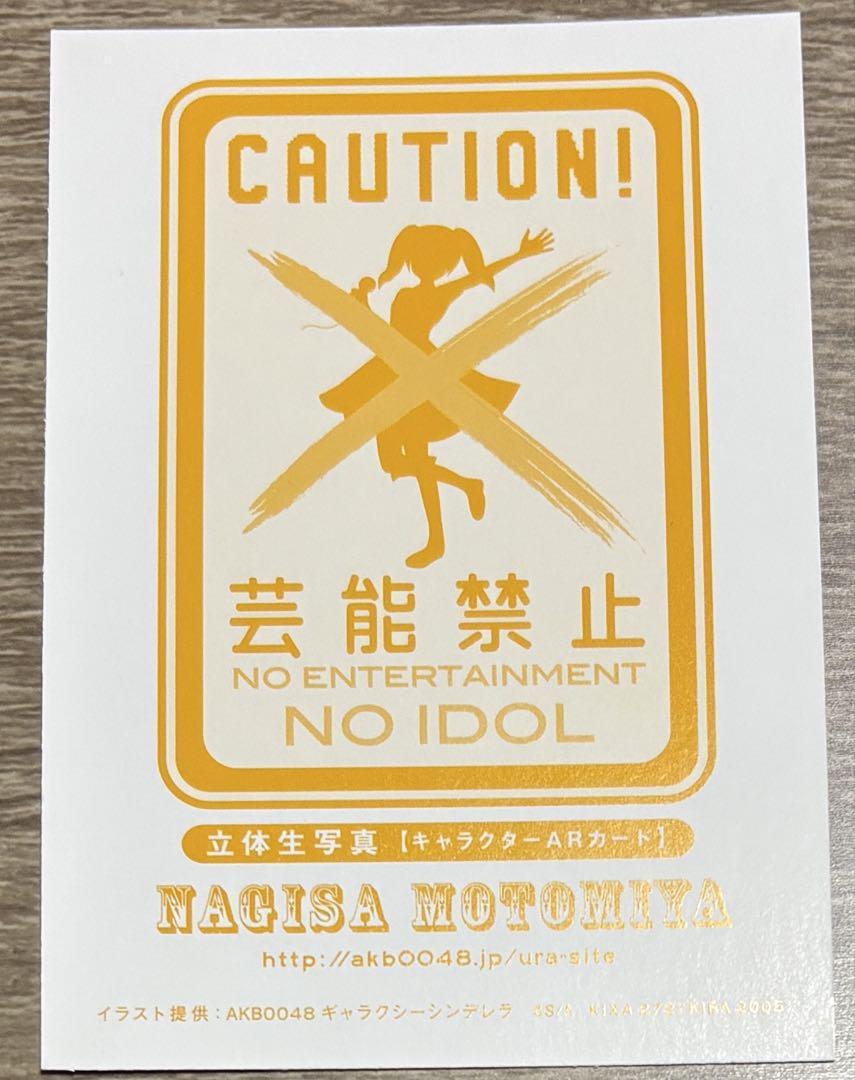 CAUTION!
芸能禁止
NO ENTERTAINMENT
NO IDOL
立体生写真【キャラクターARカード】
NAGISA MOTOMIYA
http://akb0048.jp/ura-site
イラスト提供:AKB0048 ギャラクシーシンデレラ